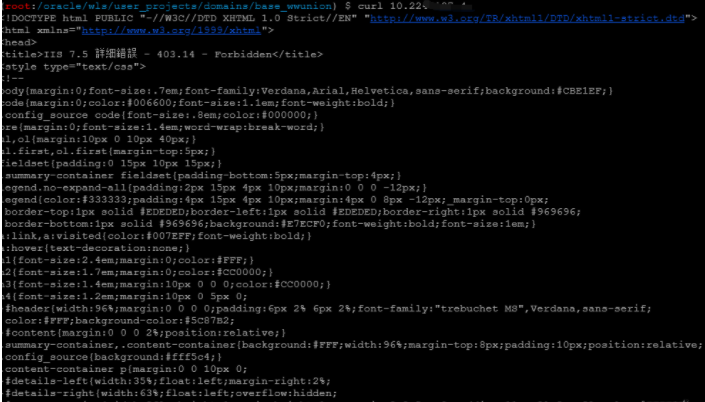 [root:/oracle/wls/user_projects/domains/base_wwunion] $ curl 10.22
<!DOCTYPE html PUBLIC "-//W3C//DTD XHTML 1.0 Strict//EN" "http://www.w3.org/TR/xhtml1/DTD/xhtml1-strict.dtd">
<html xmlns="http://www.w3.org/1999/xhtml">
<head>
<title>IIS 7.5 詳細錯誤 - 403.14 - Forbidden</title>
<style type="text/css">
<!--
body{margin:0;font-size:.7em;font-family:Verdana,Arial,Helvetica,sans-serif;background:#CBE1EF;}
code{margin:0;color:#006600;font-size:1.1em;font-weight:bold;}
.config_source code{font-size:.8em;color:#000000;}
pre{margin:0;font-size:1.4em;word-wrap:break-word;}
ul,ol{margin:10px 0 10px 40px;}
ul.first,ol.first{margin-top:5px;}
fieldset{padding:0 15px 10px 15px;}
.summary-container fieldset{padding-bottom:5px;margin-top:4px;}
legend.no-expand-all{padding:2px 15px 4px 10px;margin:0 0 0 -12px;}
legend{color:#333333;padding:4px 15px 4px 10px;margin:4px 0 8px -12px;_margin-top:0px;
border-top:1px solid #EDEDED;border-left:1px solid #EDEDED;border-right:1px solid #969696;
border-bottom:1px solid #969696;background:#E7ECF0;font-weight:bold;font-size:1em;}
a:link,a:visited{color:#007EFF;font-weight:bold;}
a:hover{text-decoration:none;}
h1{font-size:2.4em;margin:0;color:#FFF;}
h2{font-size:1.7em;margin:0;color:#CC0000;}
h3{font-size:1.4em;margin:10px 0 0 0;color:#CC0000;}
h4{font-size:1.2em;margin:10px 0 5px 0;
#header{width:96%;margin:0 0 0 0;padding:6px 2% 6px 2%;font-family:"trebuchet MS",Verdana,sans-serif;
color:#FFF;background-color:#5C87B2;
#content{margin:0 0 0 2%;position:relative;}
.summary-container,.content-container{background:#FFF;width:96%;margin-top:8px;padding:10px;position:relative;
.config_source{background:#fff5c4;}
.content-container p{margin:0 0 10px 0;
#details-left{width:35%;float:left;margin-right:2%;
#details-right{width:63%;float:left;overflow:hidden;